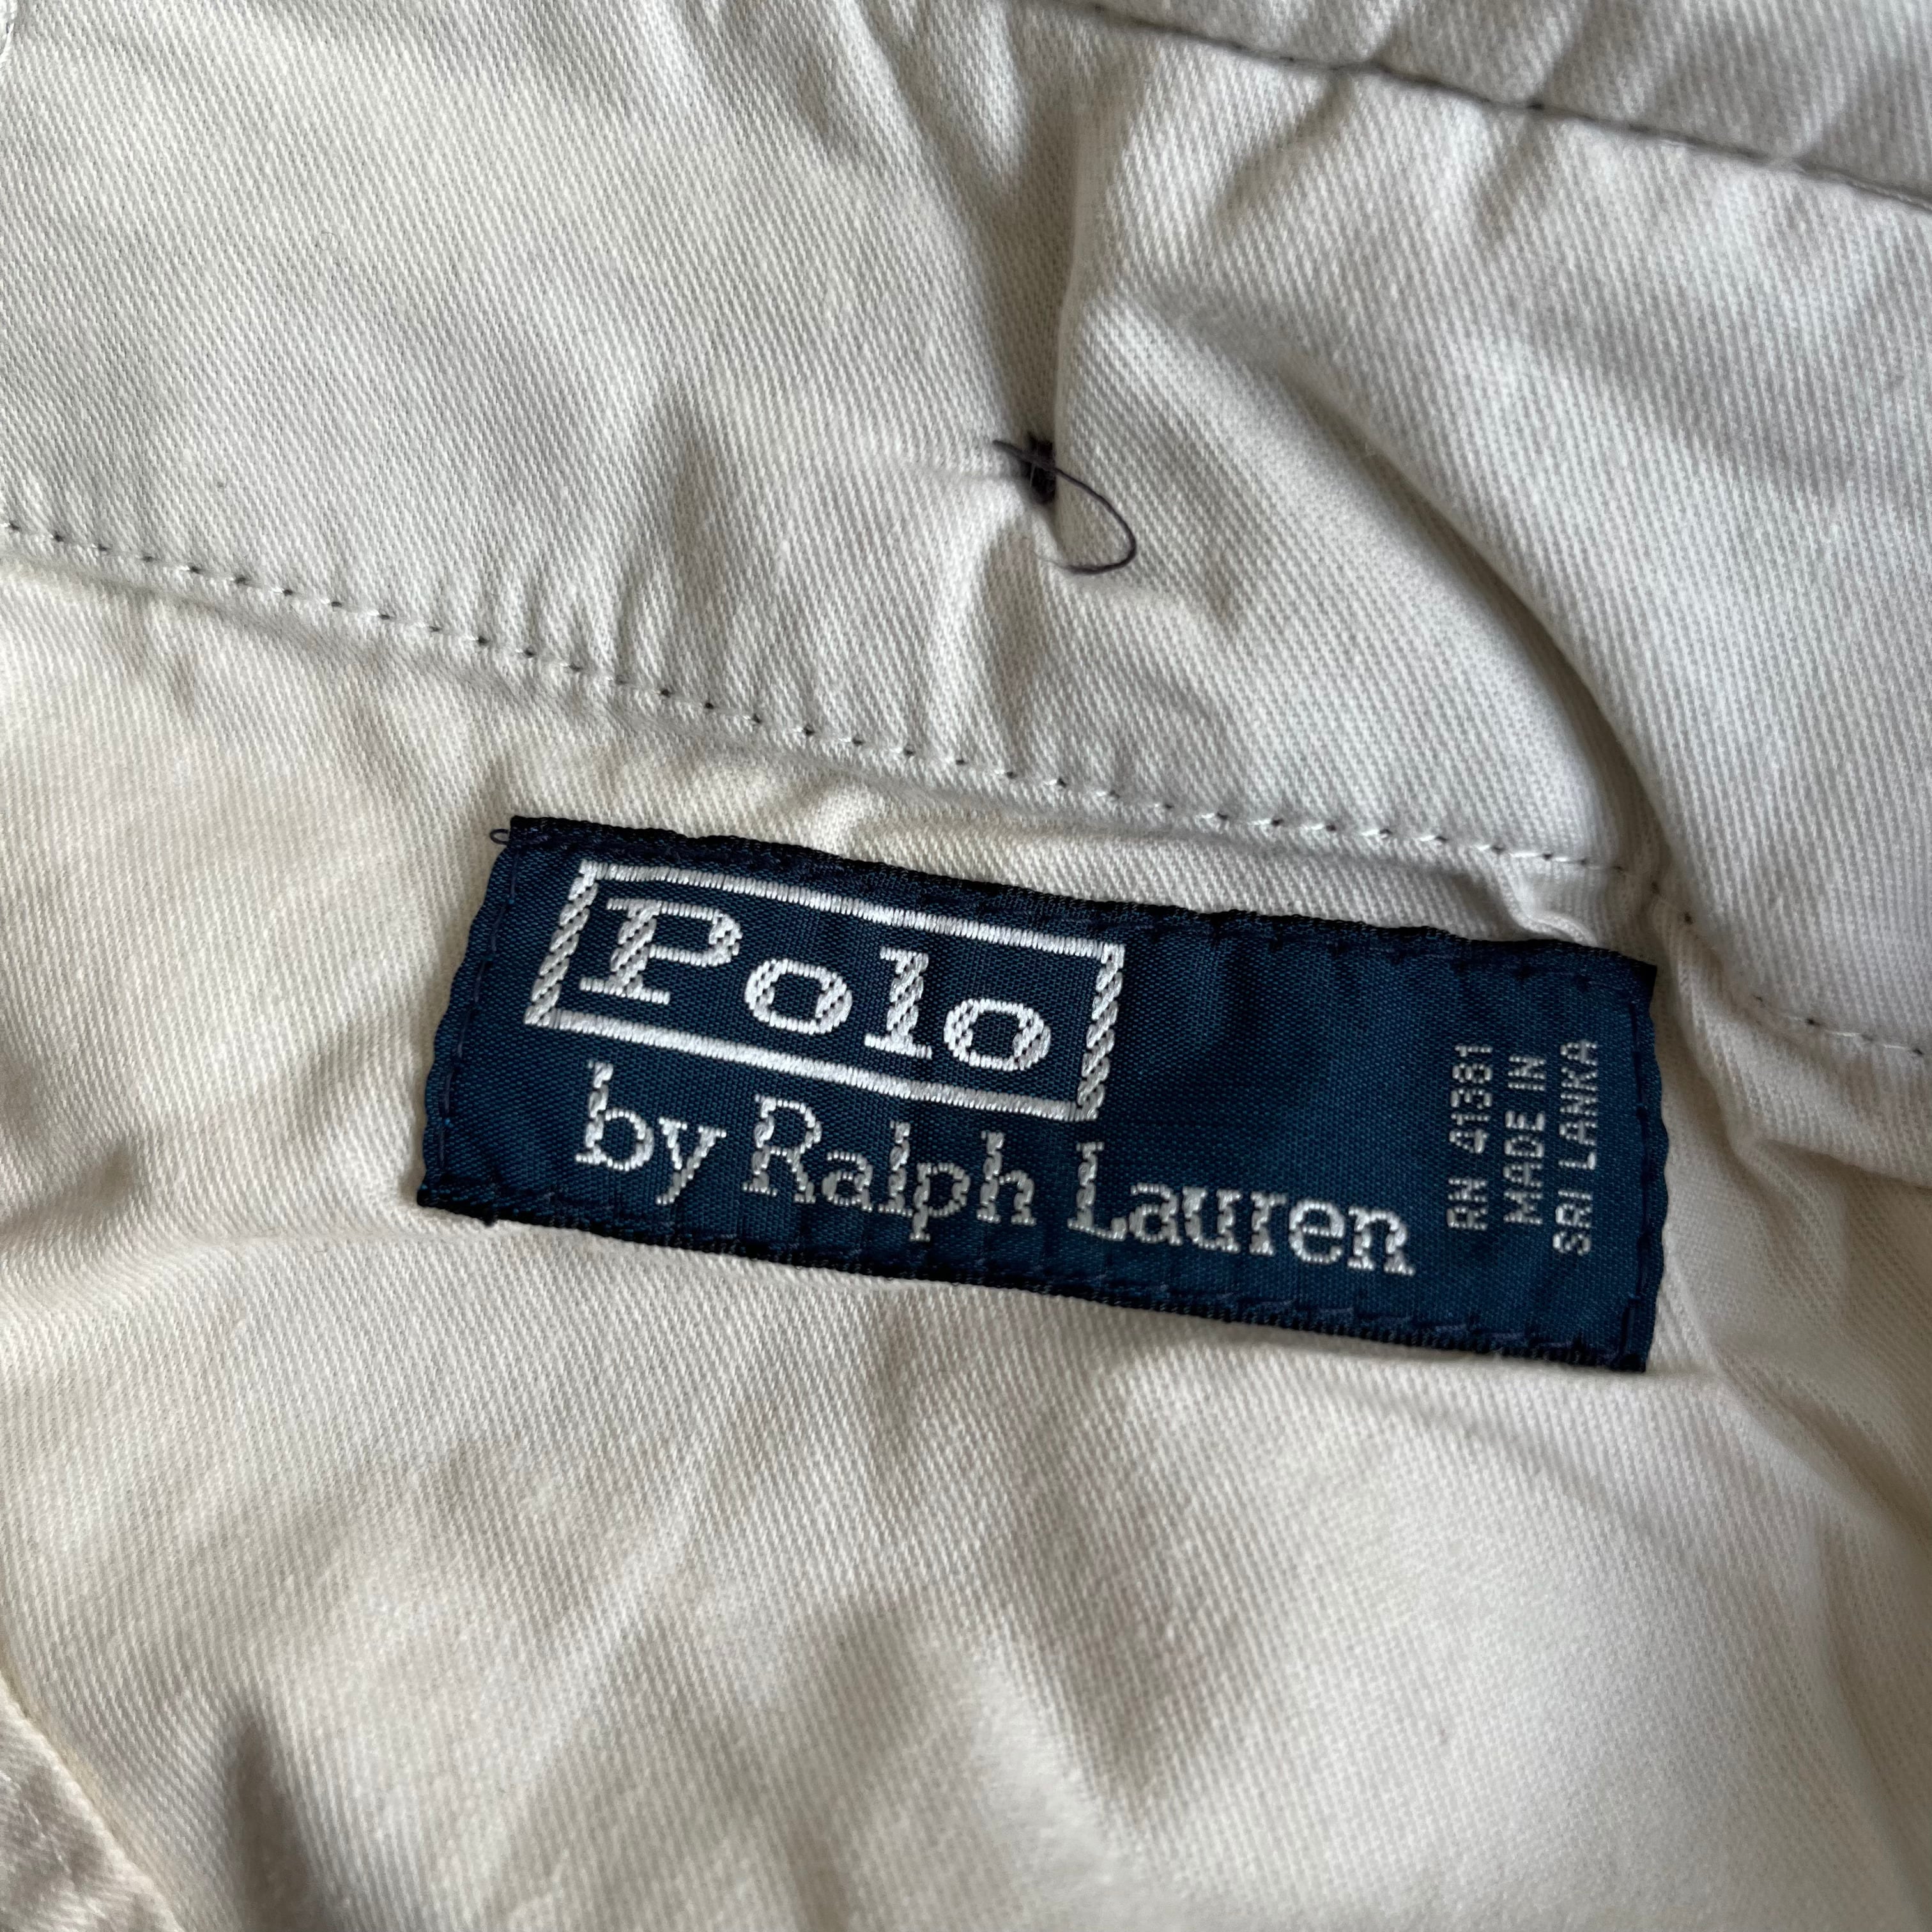 Polo
by Ralph Lauren
RN 41381
MADE IN
SRI LANKA